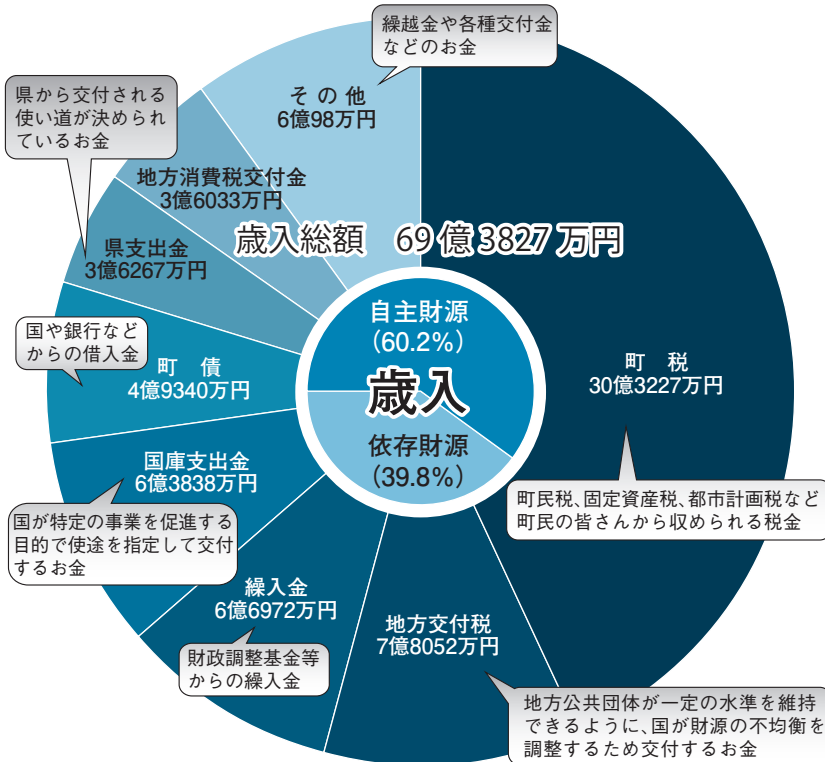 繰越金や各種交付金
などのお金
その他
6億98万円
県から交付される
使い道が決められ
ているお金
地方消費税交付金
3億6033万円
歳入総額 69億3827万円
県支出金
3億6267万円
自主財源
(60.2%)
国や銀行など
からの借入金
町 債
4億9340万円
歳入
町 税
30億3227万円
依存財源
(39.8%)
国庫支出金
6億3838万円
町民税、固定資産税、都市計画税など
町民の皆さんから収められる税金
国が特定の事業を促進する
目的で使途を指定して交付
するお金
繰入金
6億6972万円
地方交付税
7億8052万円
財政調整基金等
からの繰入金
地方公共団体が一定の水準を維持
できるように、国が財源の不均衡を
調整するため交付するお金